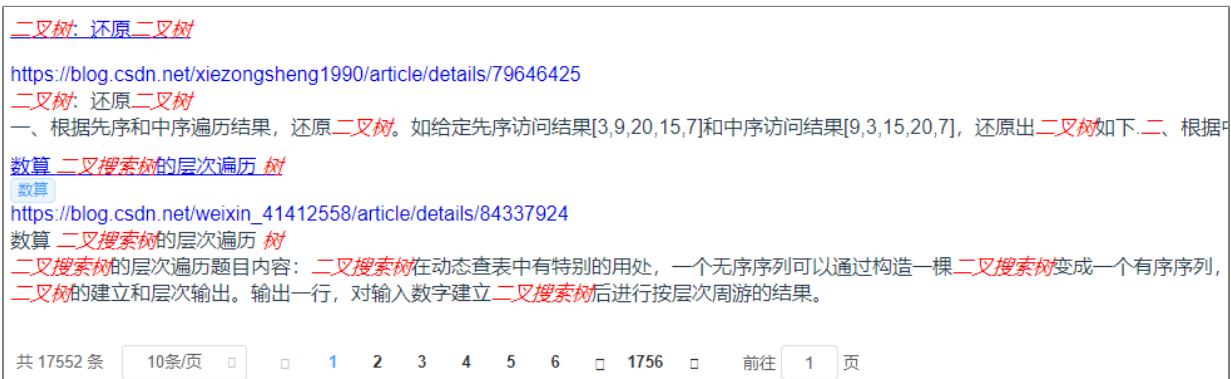 二叉树：还原二叉树
https://blog.csdn.net/xiezongsheng1990/article/details/79646425
二叉树：还原二叉树
一、根据先序和中序遍历结果，还原二叉树。如给定先序访问结果[3,9,20,15,7]和中序访问结果[9,3,15,20,7]，还原出二叉树如下.二、根据
数算 二叉搜索树的层次遍历 树
数算
https://blog.csdn.net/weixin_41412558/article/details/84337924
数算 二叉搜索树的层次遍历 树
二叉搜索树的层次遍历题目内容：二叉搜索树在动态查表中有特别的用处，一个无序序列可以通过构造一棵二叉搜索树变成一个有序序列，
二叉树的建立和层次输出。输出一行，对输入数字建立二叉搜索树后进行按层次周游的结果。
共 17552 条 10条/页 1 2 3 4 5 6 1756 前往 1 页